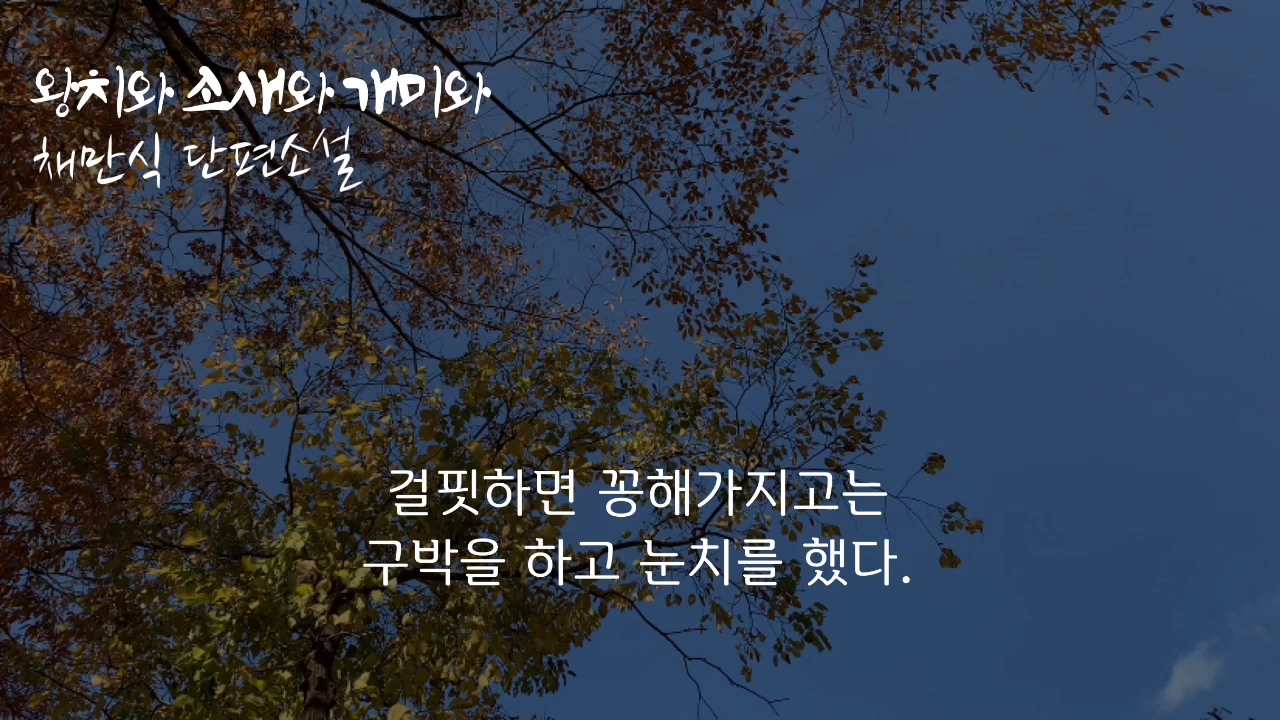 왕치와 소새와 개미와
채만식 단편소설
걸핏하면 꽁해가지고는
구박을 하고 눈치를 했다.